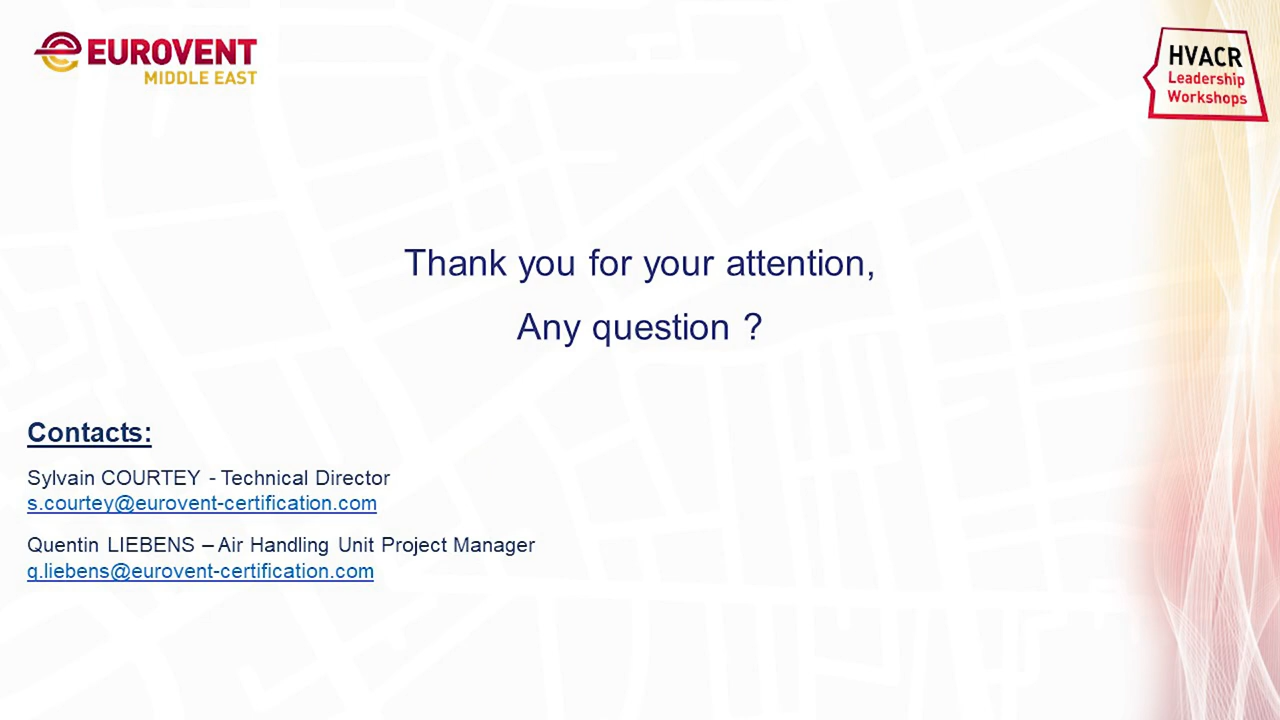 EUROVENT
MIDDLE EAST
HVACR
Leadership
Workshops
Thank you for your attention,
Any question ?
Contacts:
Sylvain COURTEY - Technical Director
s.courtey@eurovent-certification.com
Quentin LIEBENS – Air Handling Unit Project Manager
q.liebens@eurovent-certification.com